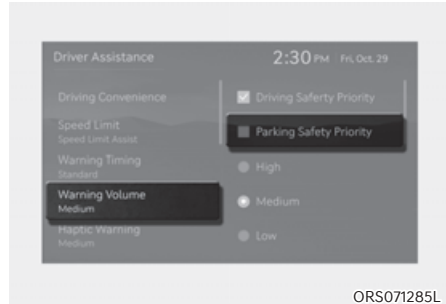 Driver Assistance
2:30 PM Fri, Oct. 29
Driving Convenience
Speed Limit
Speed Limit Assist
Warning Timing
Standard
Warning Volume
Medium
Haptic Warning
Medium
Driving Saferty Priority
Parking Safety Priority
High
Medium
Low
ORS071285L